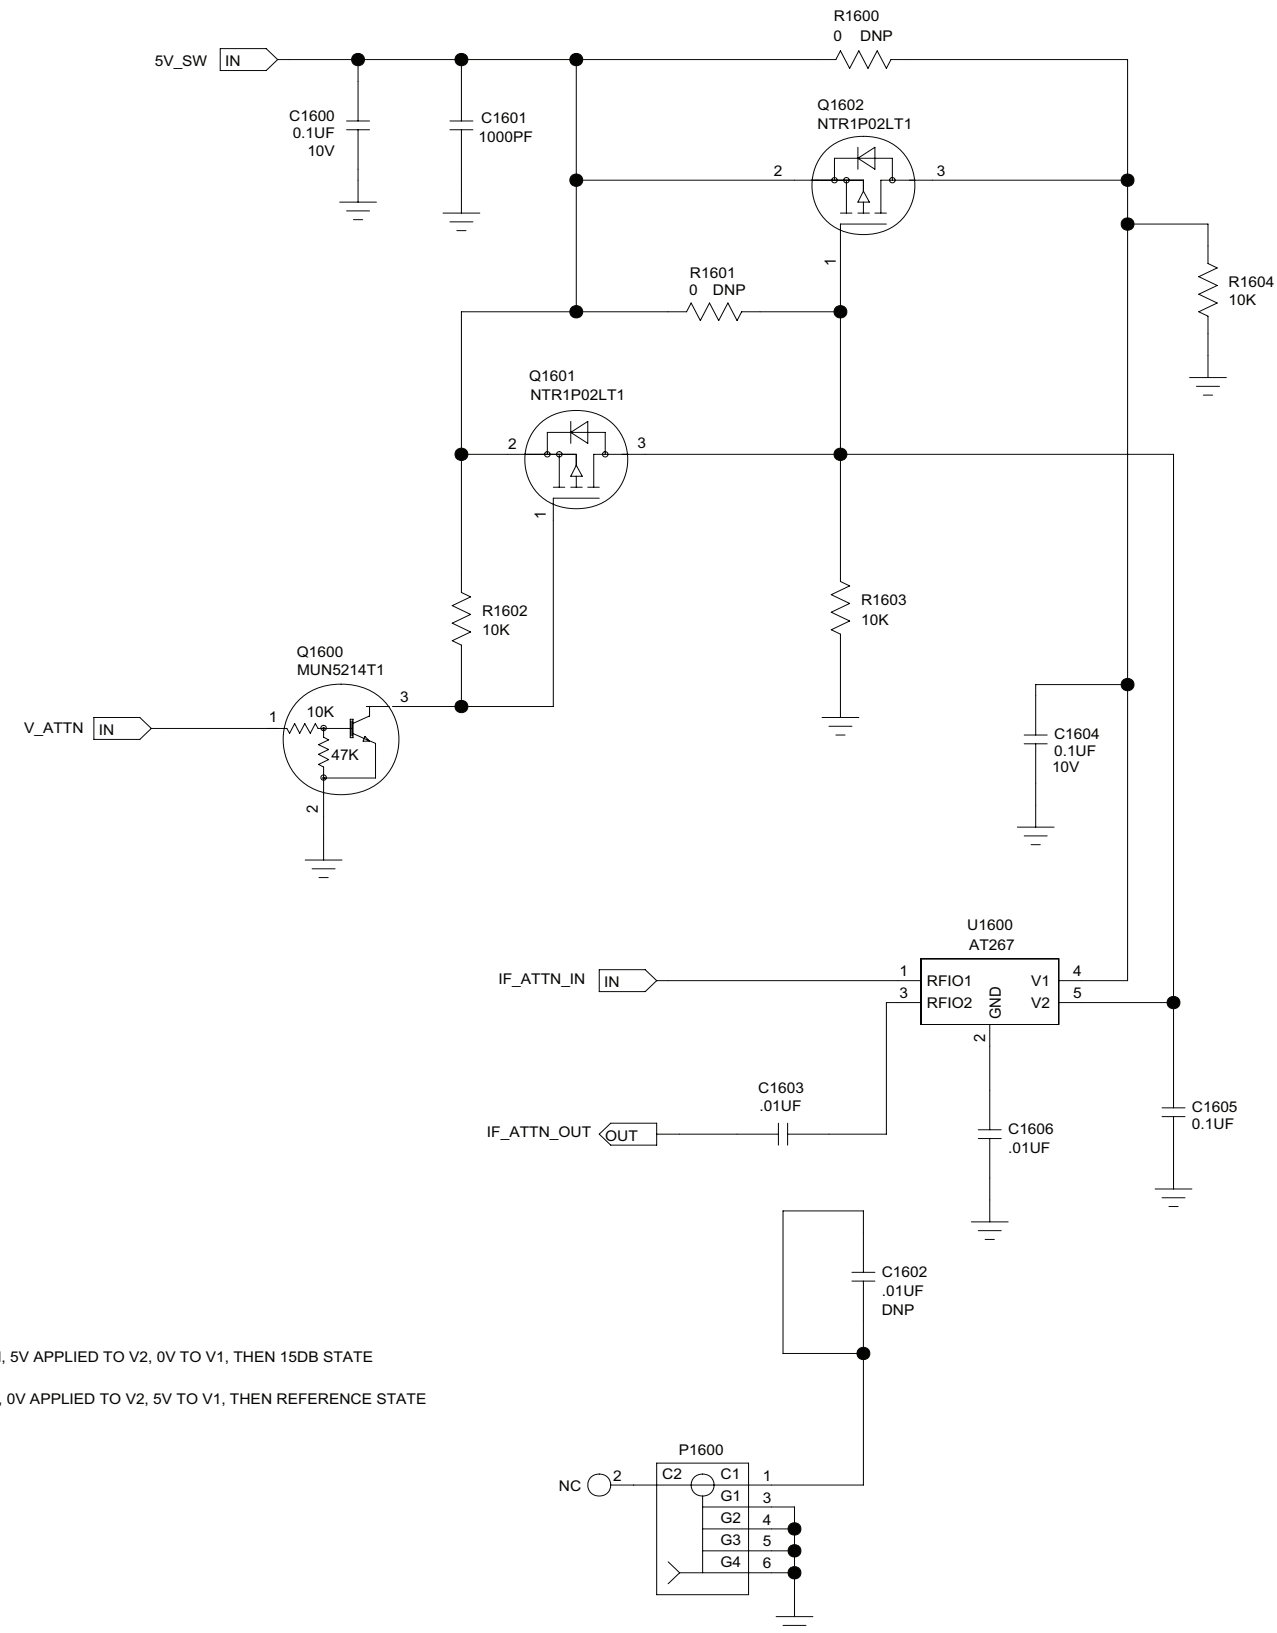 R1600
0 DNP
5V_SW IN
Q1602
NTR1P02LT1
C1600
0.1UF
10V
C1601
1000PF
2
3
1
R1601
0 DNP
R1604
10K
Q1601
NTR1P02LT1
2
3
1
R1602
10K
R1603
10K
Q1600
MUN5214T1
3
V_ATTN IN
1
10K
47K
2
C1604
0.1UF
10V
U1600
AT267
IF_ATTN_IN IN
1 RFIO1 V1 4
3 RFIO2 V2 5
GND
2
C1603
.01UF
IF_ATTN_OUT OUT
C1606
.01UF
C1605
0.1UF
C1602
.01UF
DNP
, 5V APPLIED TO V2, 0V TO V1, THEN 15DB STATE
, 0V APPLIED TO V2, 5V TO V1, THEN REFERENCE STATE
P1600
NC 2 C2 C1 1
G1 3
G2 4
G3 5
G4 6